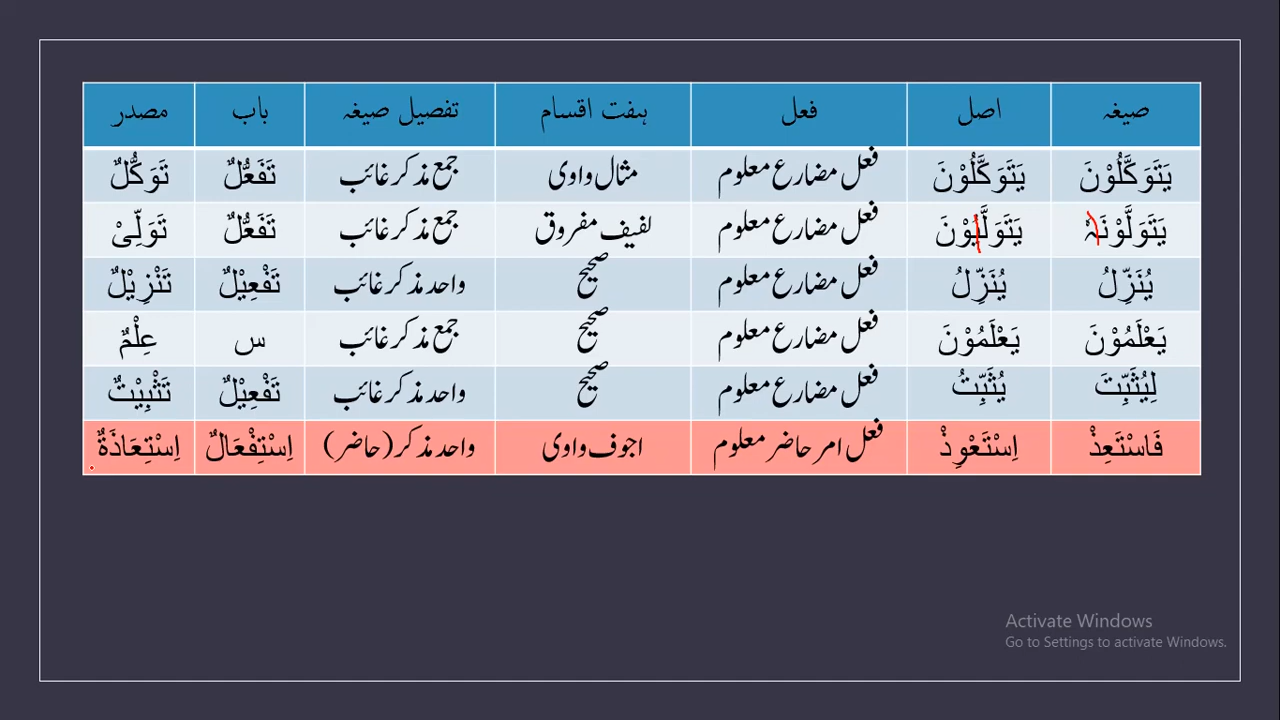 صیغہ اصل فعل ہفت اقسام تفصیل صیغہ باب مصدر
یَتَوَکَّلُوْنَ یَتَوَکَّلُوْنَ فعل مضارع معلوم مثال واوی جمع مذکر غائب تَفَعُّلٌ تَوَکُّلٌ
یَتَوَلَّوْنَہٗ یَتَوَلَّیُوْنَ فعل مضارع معلوم لفیف مفروق جمع مذکر غائب تَفَعُّلٌ تَوَلِّیْ
یُنَزِّلُ یُنَزِّلُ فعل مضارع معلوم صحیح واحد مذکر غائب تَفْعِیْلٌ تَنْزِیْلٌ
یَعْلَمُوْنَ یَعْلَمُوْنَ فعل مضارع معلوم صحیح جمع مذکر غائب س عِلْمٌ
لِیُثَبِّتَ یُثَبِّتُ فعل مضارع معلوم صحیح واحد مذکر غائب تَفْعِیْلٌ تَثْبِیْتٌ
فَاسْتَعِذْ اِسْتَعْوِذْ فعل امر حاضر معلوم اجوف واوی واحد مذکر (حاضر) اِسْتِفْعَالٌ اِسْتِعَاذَۃٌ
Activate Windows
Go to Settings to activate Windows.